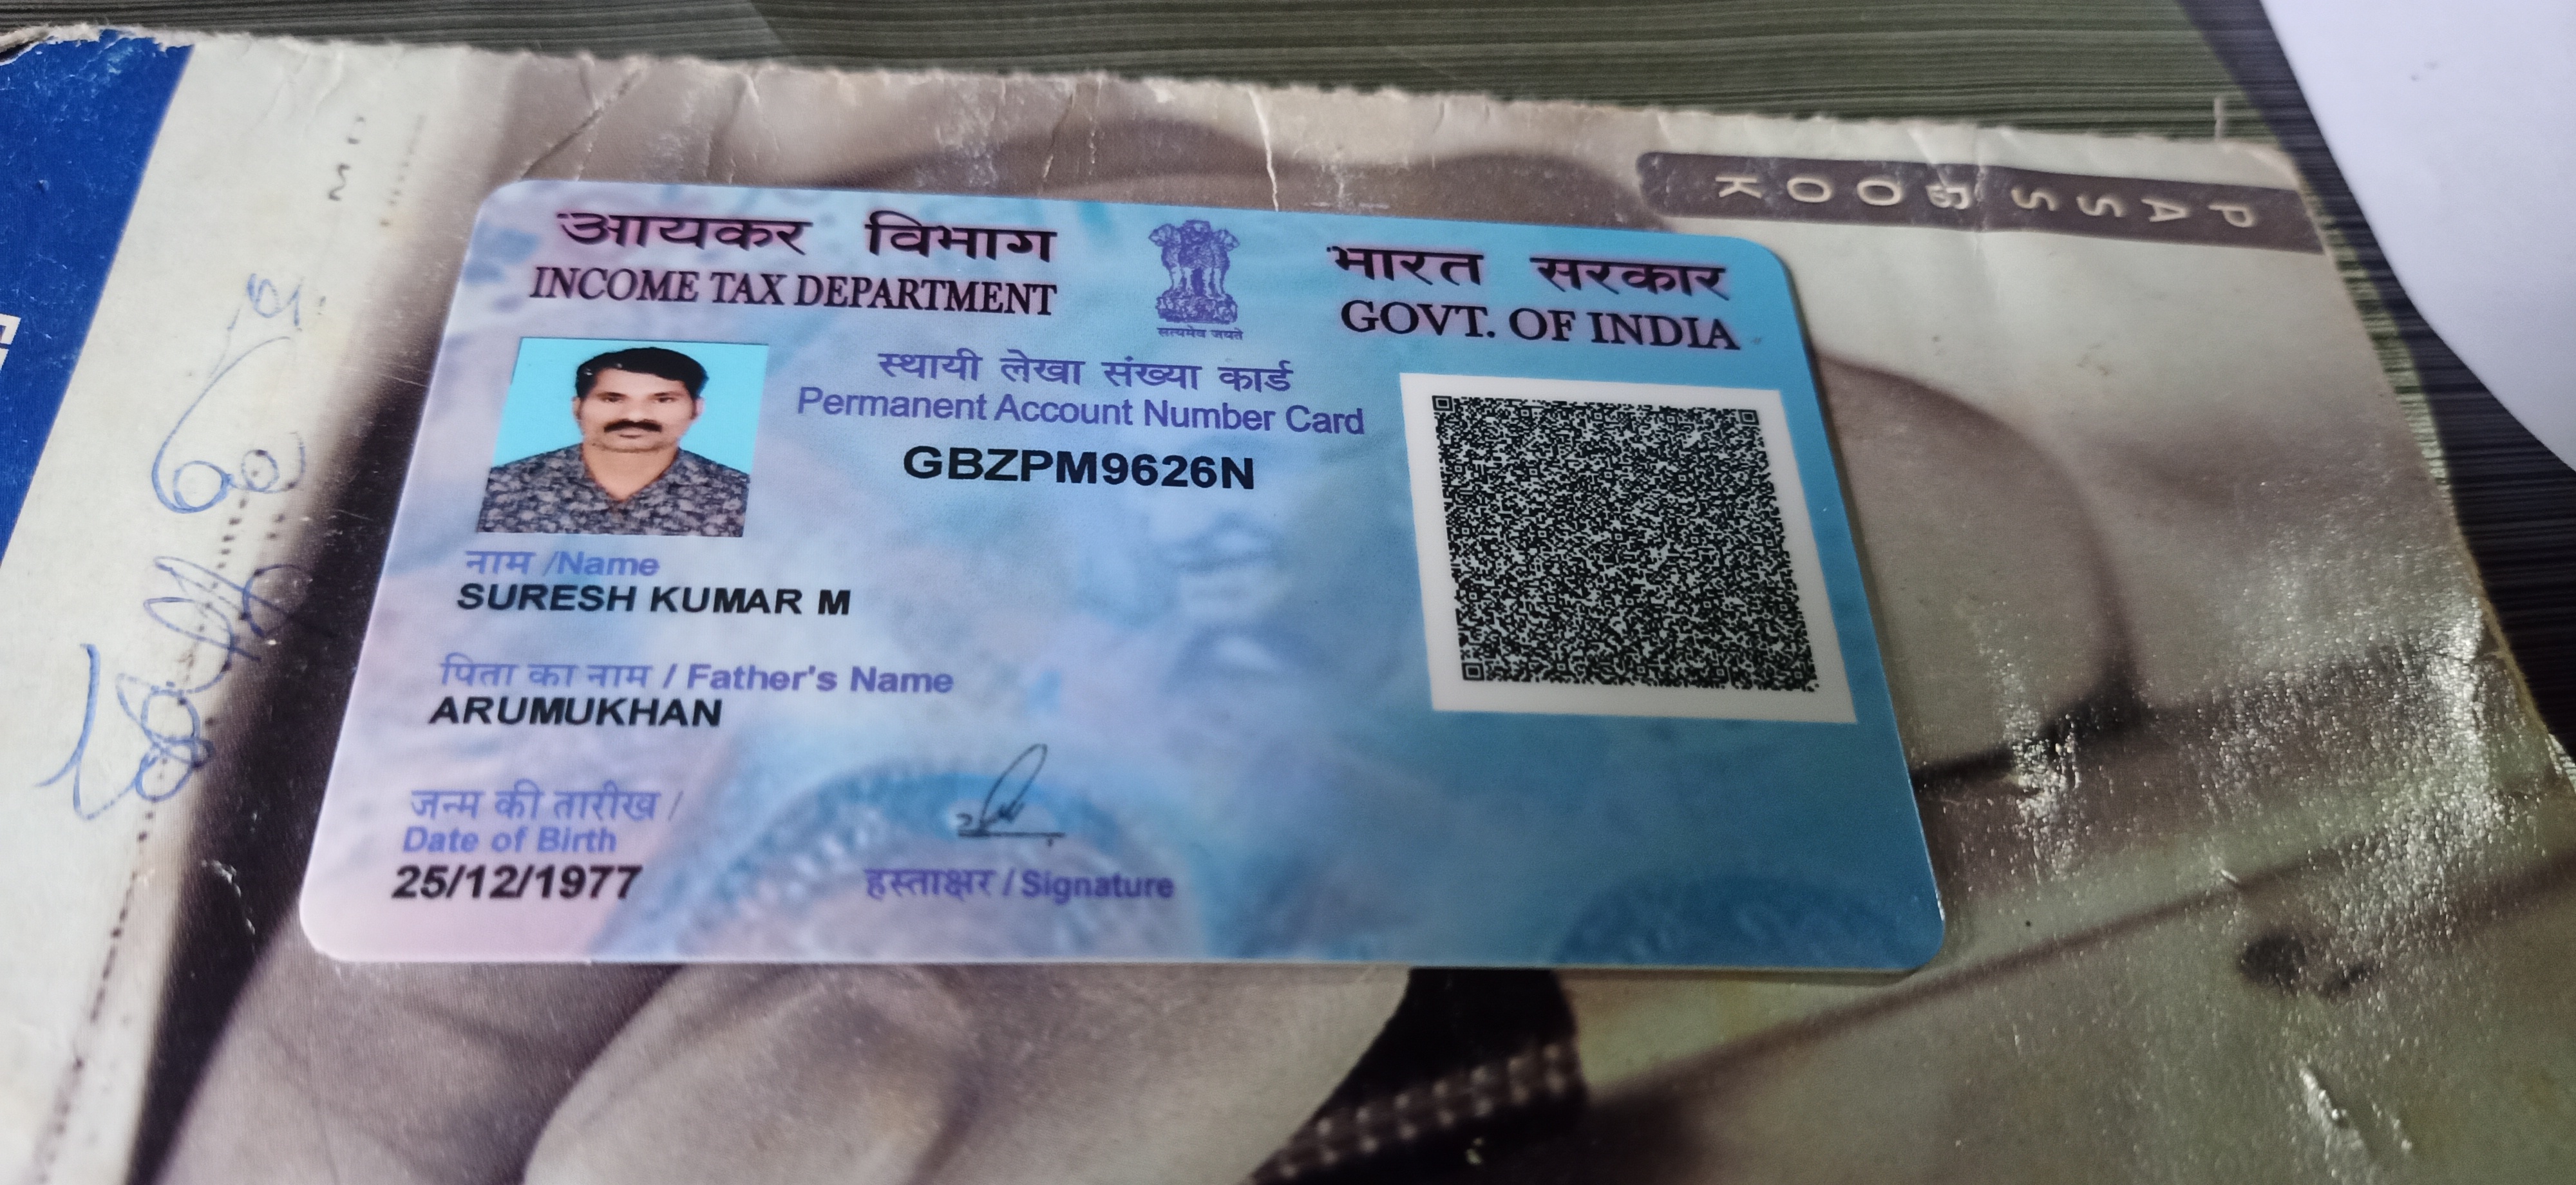 आयकर विभाग
INCOME TAX DEPARTMENT
सत्यमेव जयते
भारत सरकार
GOVT. OF INDIA
स्थायी लेखा संख्या कार्ड
Permanent Account Number Card
GBZPM9626N
नाम /Name
SURESH KUMAR M
पिता का नाम / Father's Name
ARUMUKHAN
जन्म की तारीख /
Date of Birth
25/12/1977
हस्ताक्षर / Signature
PASS BOOK